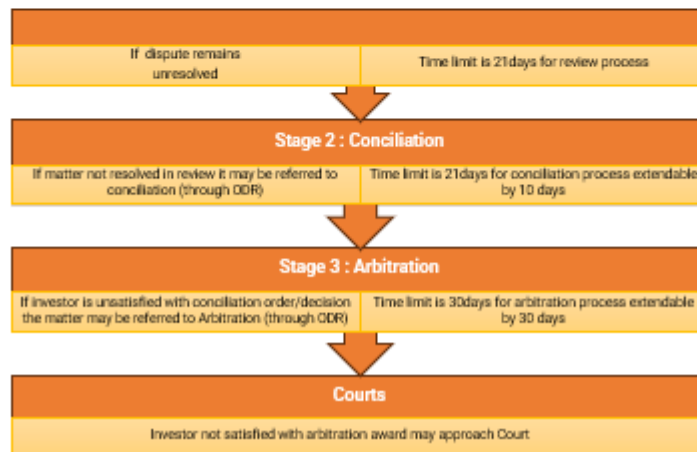 If dispute remains
unresolved
Time limit is 21days for review process
Stage 2 : Conciliation
If matter not resolved in review it may be referred to
conciliation (through ODR)
Time limit is 21days for conciliation process extendable
by 10 days
Stage 3 : Arbitration
If investor is unsatisfied with conciliation order/decision
the matter may be referred to Arbitration (through ODR)
Time limit is 30days for arbitration process extendable
by 30 days
Courts
Investor not satisfied with arbitration award may approach Court